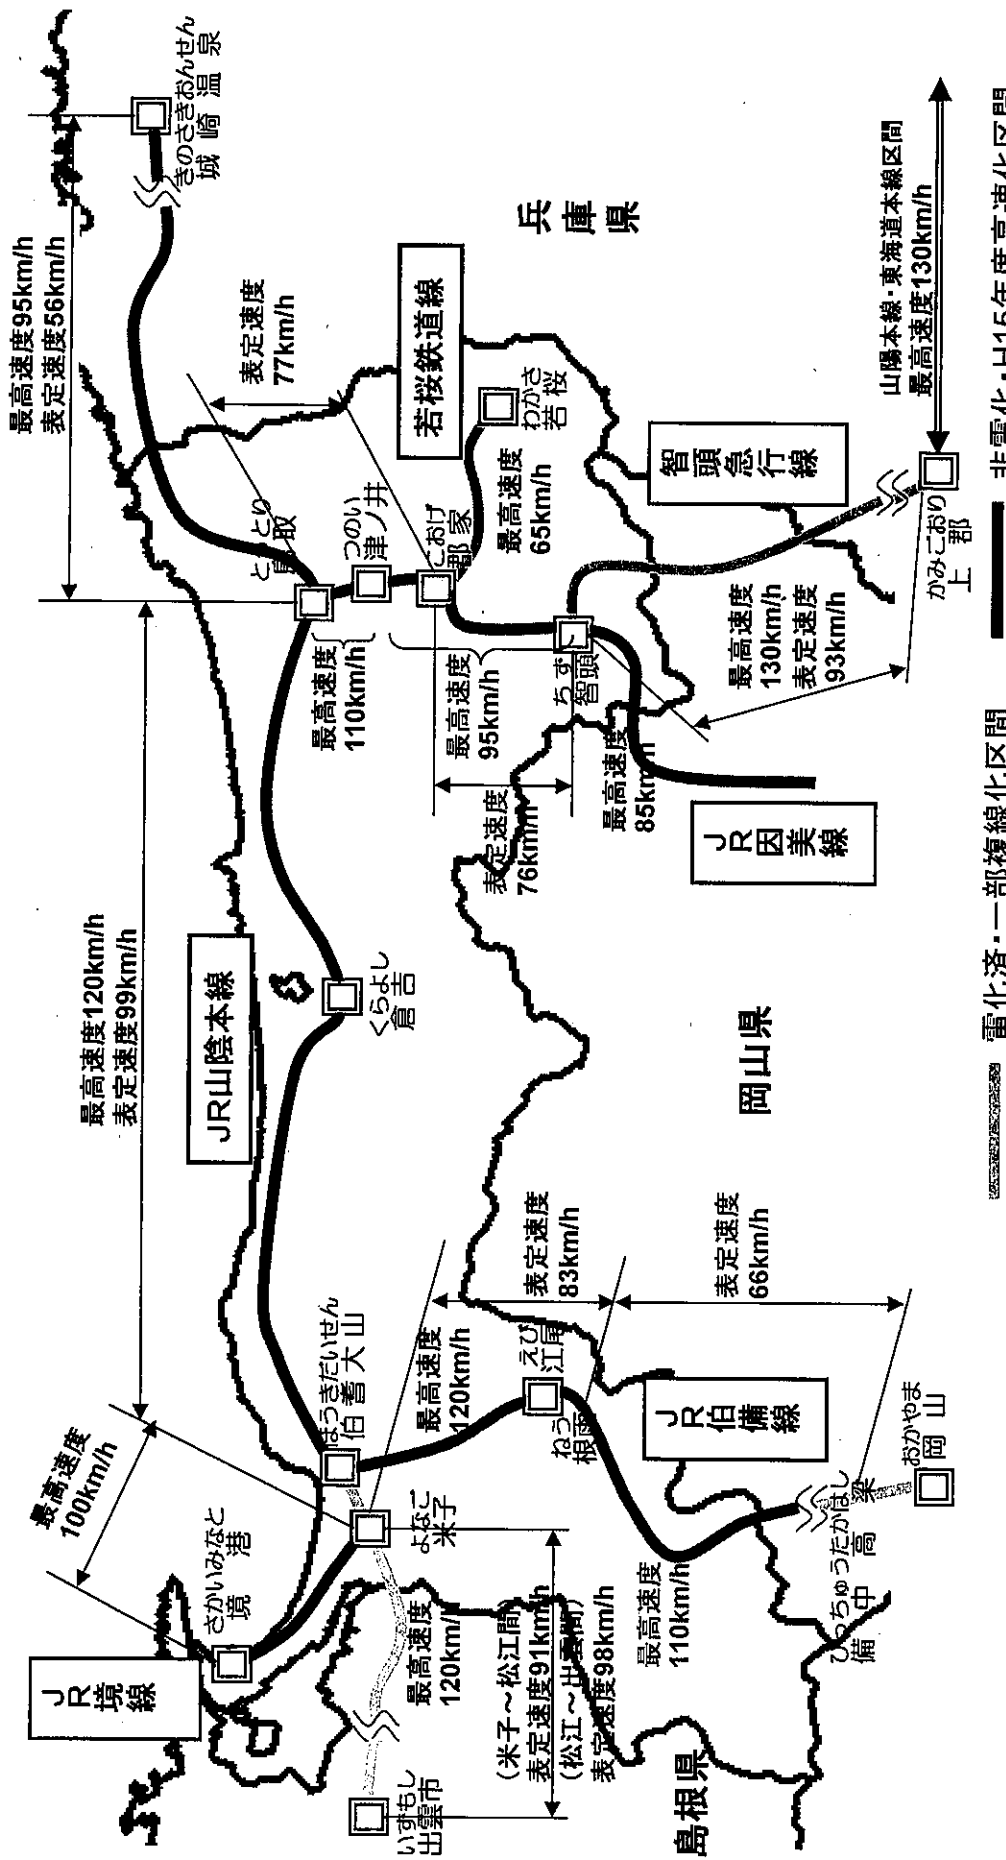 最高速度95km/h
表定速度56km/h
きのさきおんせん
城崎温泉
兵庫県
表定速度
77km/h
若桜鉄道線
わかさ
若桜
最高速度
65km/h
智頭急行線
山陽本線・東海道本線区間
最高速度130km/h
かみごおり
上郡
とっとり
鳥取
つのい
津ノ井
こおげ
郡家
ちず
智頭
最高速度
110km/h
最高速度
95km/h
表定速度
76km/h
最高速度
85km/h
最高速度
130km/h
表定速度
93km/h
JR因美線
最高速度120km/h
表定速度99km/h
JR山陰本線
くらよし
倉吉
岡山県
ほうきだいせん
伯耆大山
最高速度
120km/h
表定速度
83km/h
表定速度
66km/h
えび
江尾
ねう
根雨
JR伯備線
おかやま
岡山
びっちゅうたかはし
備中高梁
最高速度
110km/h
最高速度
100km/h
さかいみなと
境港
よなご
米子
JR境線
最高速度
120km/h
(米子～松江間)
表定速度91km/h
(松江～出雲間)
表定速度98km/h
いずもし
出雲市
島根県
電化済・一部複線化区間
非電化・H15年度高速化区間